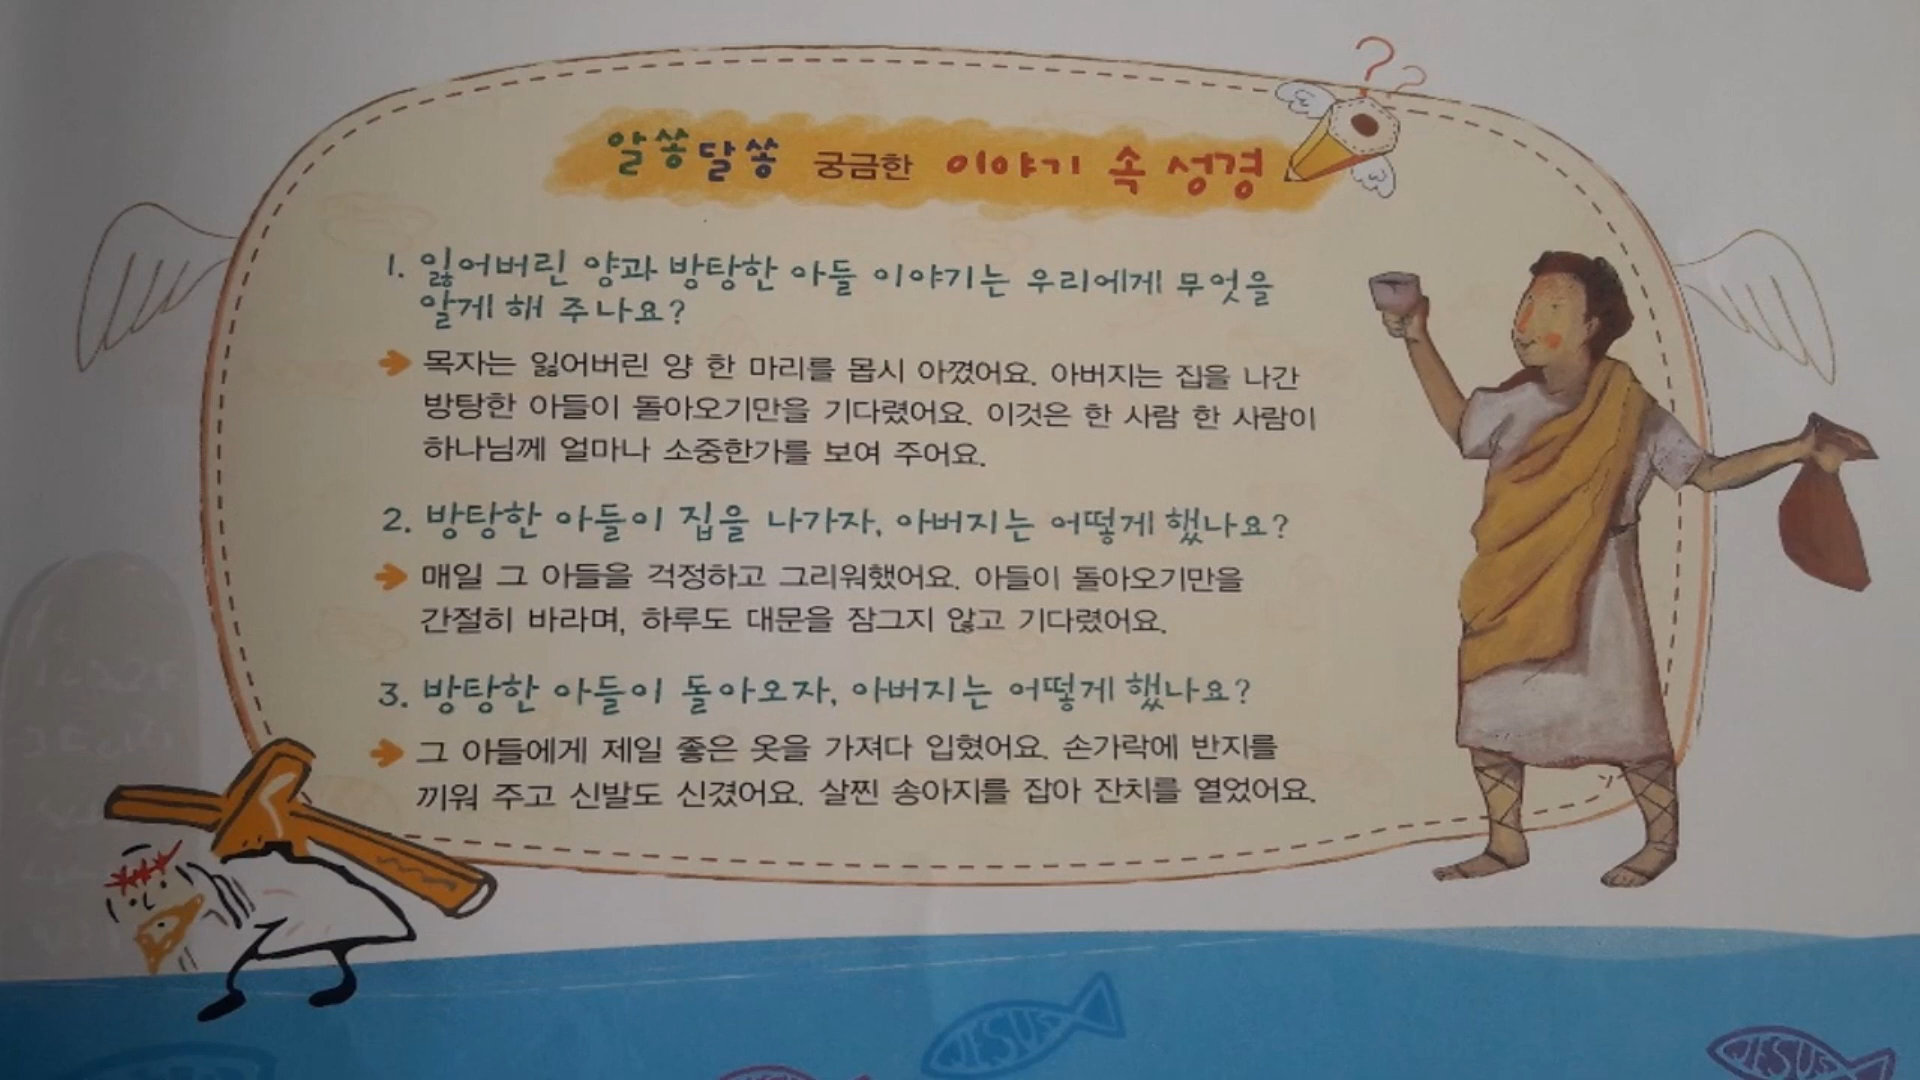 알쏭달쏭 궁금한 이야기 속 성경
1. 잃어버린 양과 방탕한 아들 이야기는 우리에게 무엇을
알게 해 주나요?
목자는 잃어버린 양 한 마리를 몹시 아꼈어요. 아버지는 집을 나간
방탕한 아들이 돌아오기만을 기다렸어요. 이것은 한 사람 한 사람이
하나님께 얼마나 소중한가를 보여 주어요.
2. 방탕한 아들이 집을 나가자, 아버지는 어떻게 했나요?
매일 그 아들을 걱정하고 그리워했어요. 아들이 돌아오기만을
간절히 바라며, 하루도 대문을 잠그지 않고 기다렸어요.
3. 방탕한 아들이 돌아오자, 아버지는 어떻게 했나요?
그 아들에게 제일 좋은 옷을 가져다 입혔어요. 손가락에 반지를
끼워 주고 신발도 신겼어요. 살찐 송아지를 잡아 잔치를 열었어요.
JESUS
JESUS